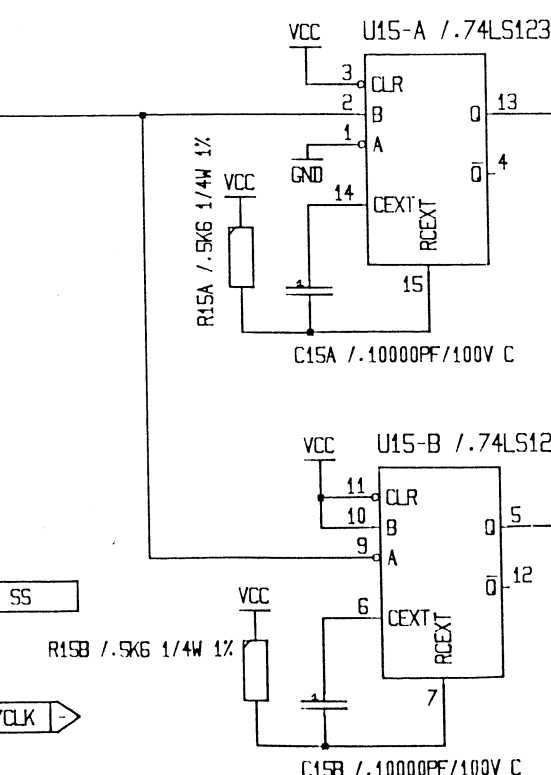 VCC U15-A /.74LS123
3 CLR
2 B Q 13
1 A
GND
Q 4
R15A /.5K6 1/4W 1%
VCC
14 CEXT
RCEXT
1
15
C15A /.10000PF/100V C
VCC U15-B /.74LS12
11 CLR
10 B Q 5
9 A
Q 12
SS
VCC
6 CEXT
RCEXT
R15B /.5K6 1/4W 1%
1
7
/CLK -
C15B /.10000PF/100V C